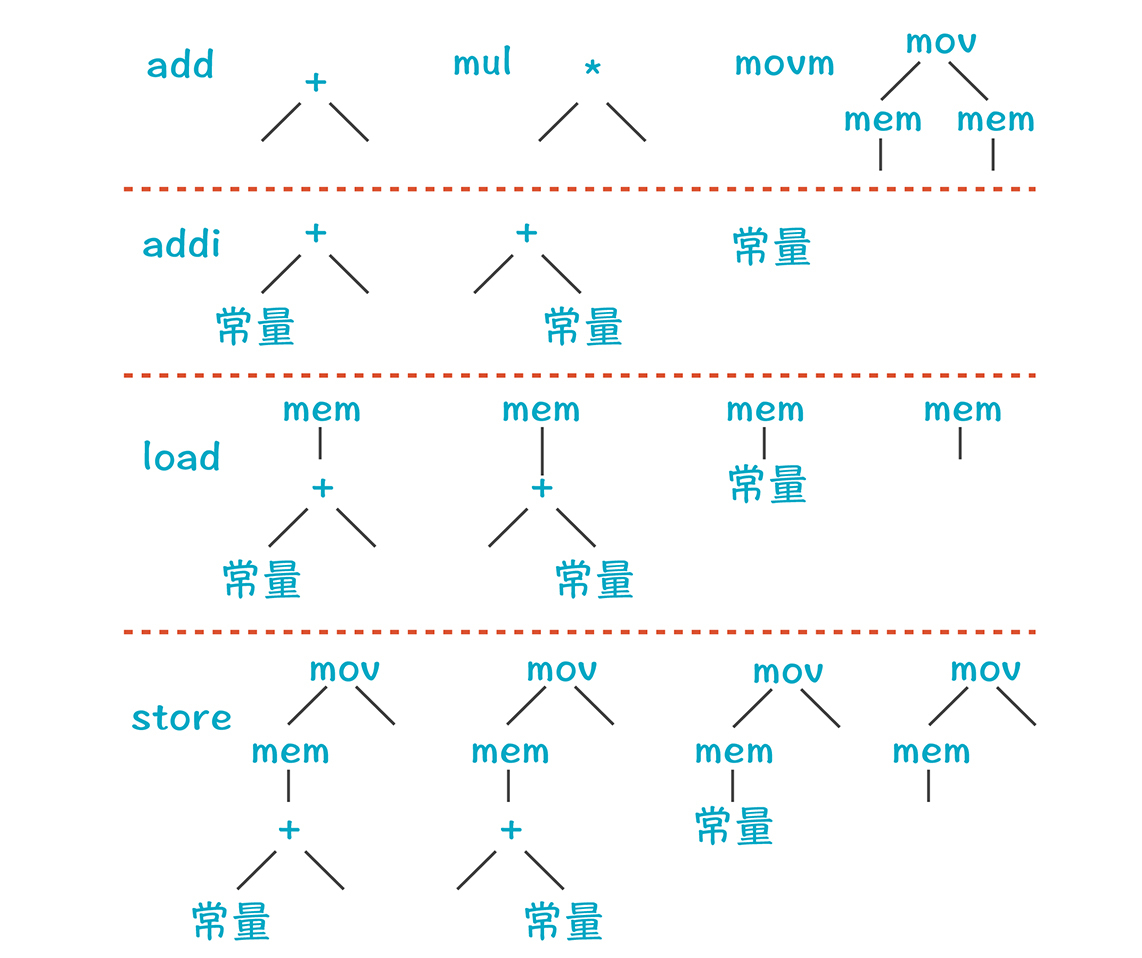 add + mul * movm mov
mem mem
addi + + 常量
常量 常量
mem mem mem mem
load
+ + 常量
常量 常量
mov mov mov mov
store
mem mem mem mem
+ + 常量
常量 常量